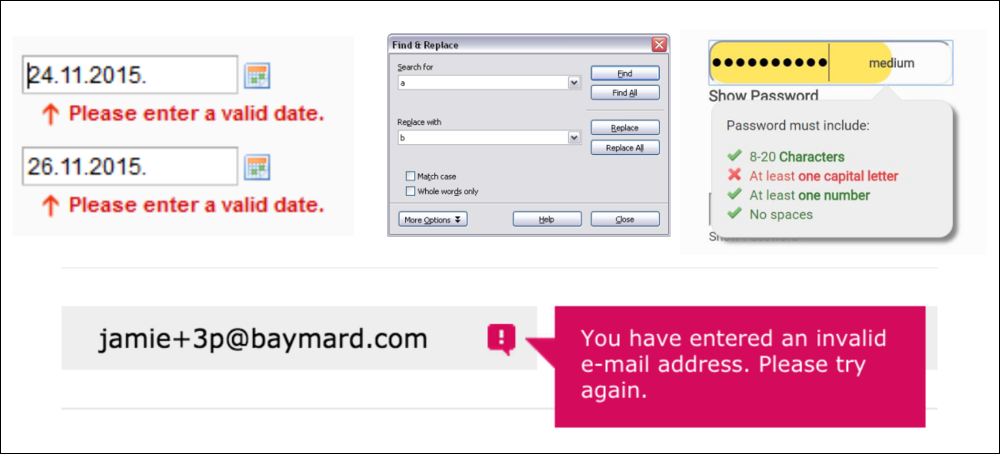 24.11.2015.
Please enter a valid date.
26.11.2015.
Please enter a valid date.
Find & Replace
Search for
a
Find
Find All
Replace with
b
Replace
Replace All
Match case
Whole words only
More Options
Help
Close
medium
Show Password
Password must include:
8-20 Characters
At least one capital letter
At least one number
No spaces
jamie+3p@baymard.com
You have entered an invalid
e-mail address. Please try
again.